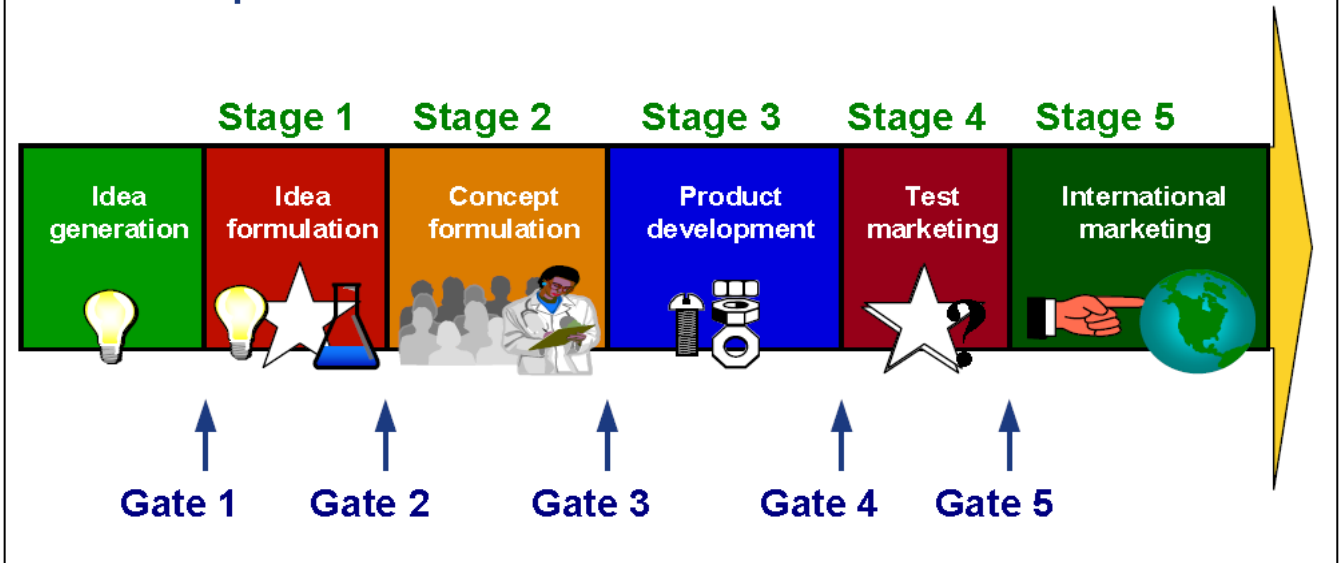 Stage 1 Stage 2 Stage 3 Stage 4 Stage 5
Idea
generation
Idea
formulation
Concept
formulation
Product
development
Test
marketing
International
marketing
?
Gate 1 Gate 2 Gate 3 Gate 4 Gate 5